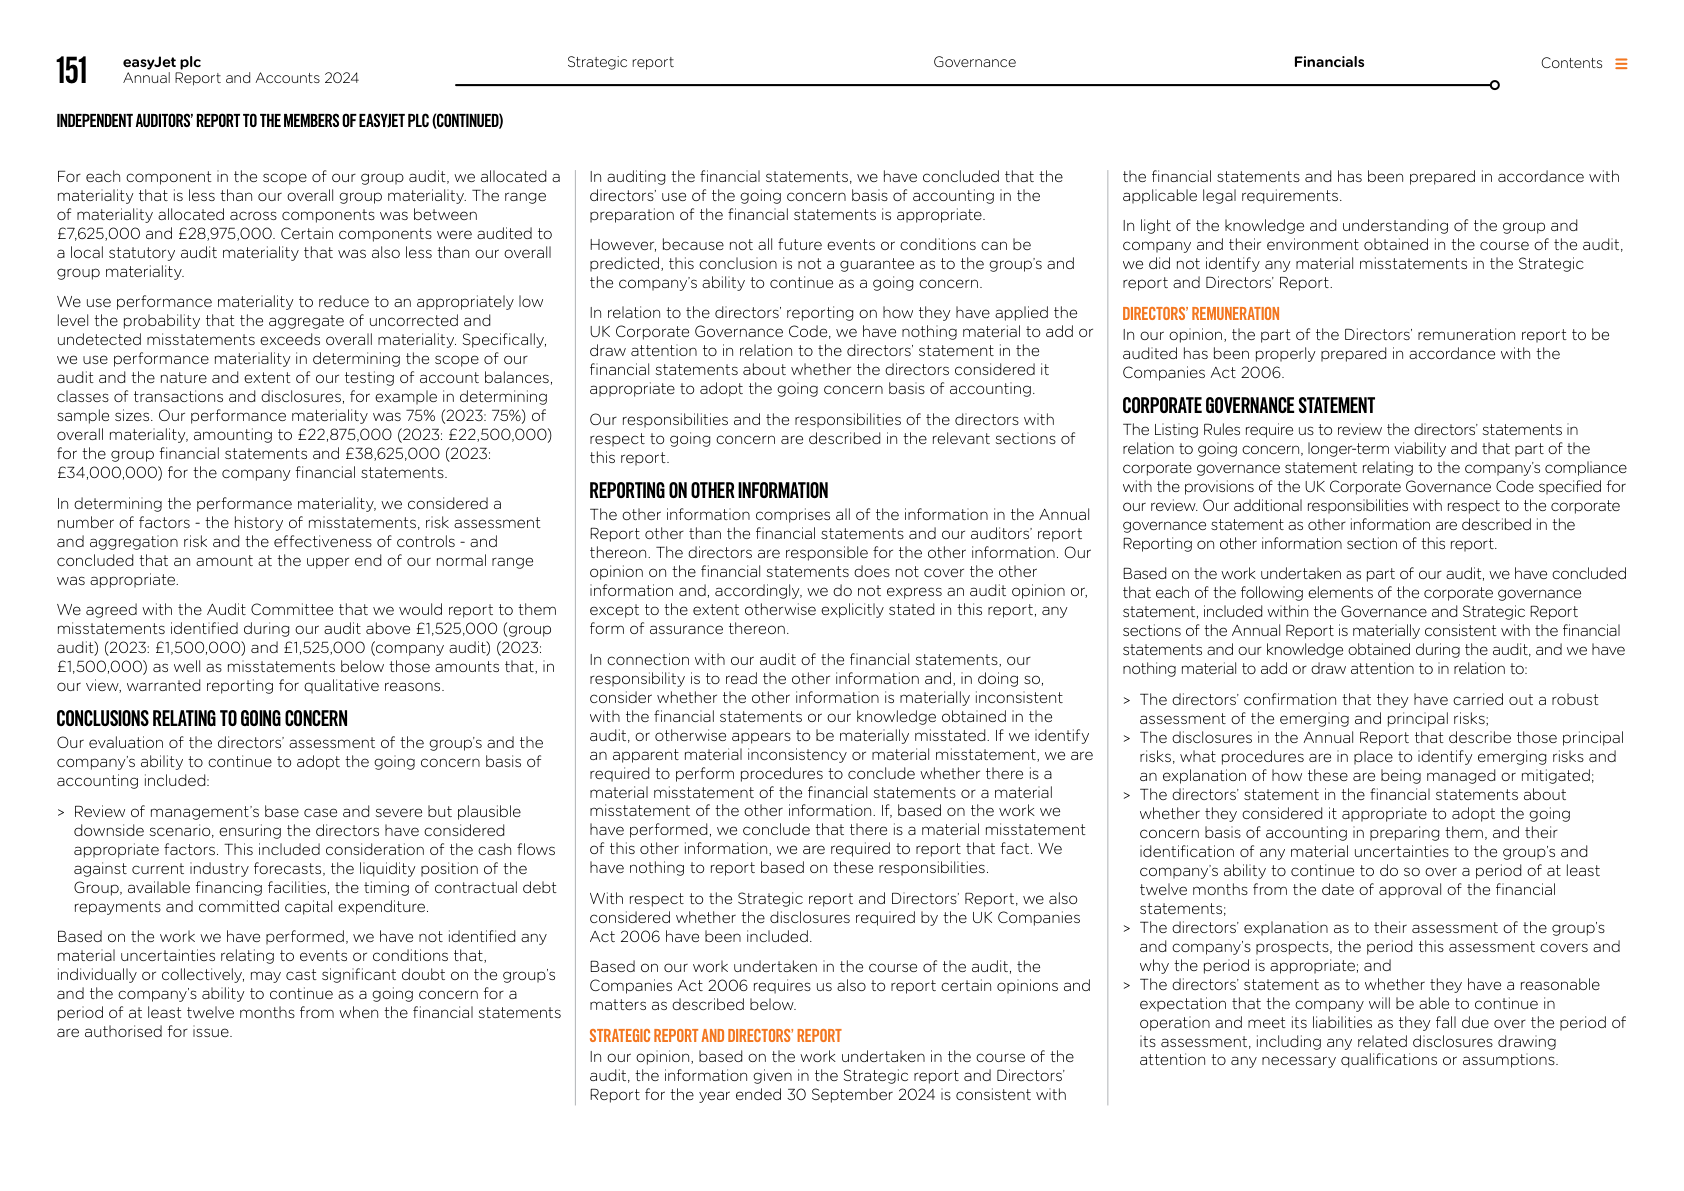 151
easyJet plc
Annual Report and Accounts 2024
Strategic report
Governance
Financials
Contents
INDEPENDENT AUDITORS’ REPORT TO THE MEMBERS OF EASYJET PLC (CONTINUED)
For each component in the scope of our group audit, we allocated a
materiality that is less than our overall group materiality. The range
of materiality allocated across components was between
£7,625,000 and £28,975,000. Certain components were audited to
a local statutory audit materiality that was also less than our overall
group materiality.
We use performance materiality to reduce to an appropriately low
level the probability that the aggregate of uncorrected and
undetected misstatements exceeds overall materiality. Specifically,
we use performance materiality in determining the scope of our
audit and the nature and extent of our testing of account balances,
classes of transactions and disclosures, for example in determining
sample sizes. Our performance materiality was 75% (2023: 75%) of
overall materiality, amounting to £22,875,000 (2023: £22,500,000)
for the group financial statements and £38,625,000 (2023:
£34,000,000) for the company financial statements.
In determining the performance materiality, we considered a
number of factors - the history of misstatements, risk assessment
and aggregation risk and the effectiveness of controls - and
concluded that an amount at the upper end of our normal range
was appropriate.
We agreed with the Audit Committee that we would report to them
misstatements identified during our audit above £1,525,000 (group
audit) (2023: £1,500,000) and £1,525,000 (company audit) (2023:
£1,500,000) as well as misstatements below those amounts that, in
our view, warranted reporting for qualitative reasons.
CONCLUSIONS RELATING TO GOING CONCERN
Our evaluation of the directors’ assessment of the group’s and the
company’s ability to continue to adopt the going concern basis of
accounting included:
> Review of management’s base case and severe but plausible
downside scenario, ensuring the directors have considered
appropriate factors. This included consideration of the cash flows
against current industry forecasts, the liquidity position of the
Group, available financing facilities, the timing of contractual debt
repayments and committed capital expenditure.
Based on the work we have performed, we have not identified any
material uncertainties relating to events or conditions that,
individually or collectively, may cast significant doubt on the group’s
and the company’s ability to continue as a going concern for a
period of at least twelve months from when the financial statements
are authorised for issue.
In auditing the financial statements, we have concluded that the
directors’ use of the going concern basis of accounting in the
preparation of the financial statements is appropriate.
However, because not all future events or conditions can be
predicted, this conclusion is not a guarantee as to the group’s and
the company’s ability to continue as a going concern.
In relation to the directors’ reporting on how they have applied the
UK Corporate Governance Code, we have nothing material to add or
draw attention to in relation to the directors’ statement in the
financial statements about whether the directors considered it
appropriate to adopt the going concern basis of accounting.
Our responsibilities and the responsibilities of the directors with
respect to going concern are described in the relevant sections of
this report.
REPORTING ON OTHER INFORMATION
The other information comprises all of the information in the Annual
Report other than the financial statements and our auditors’ report
thereon. The directors are responsible for the other information. Our
opinion on the financial statements does not cover the other
information and, accordingly, we do not express an audit opinion or,
except to the extent otherwise explicitly stated in this report, any
form of assurance thereon.
In connection with our audit of the financial statements, our
responsibility is to read the other information and, in doing so,
consider whether the other information is materially inconsistent
with the financial statements or our knowledge obtained in the
audit, or otherwise appears to be materially misstated. If we identify
an apparent material inconsistency or material misstatement, we are
required to perform procedures to conclude whether there is a
material misstatement of the financial statements or a material
misstatement of the other information. If, based on the work we
have performed, we conclude that there is a material misstatement
of this other information, we are required to report that fact. We
have nothing to report based on these responsibilities.
With respect to the Strategic report and Directors’ Report, we also
considered whether the disclosures required by the UK Companies
Act 2006 have been included.
Based on our work undertaken in the course of the audit, the
Companies Act 2006 requires us also to report certain opinions and
matters as described below.
STRATEGIC REPORT AND DIRECTORS’ REPORT
In our opinion, based on the work undertaken in the course of the
audit, the information given in the Strategic report and Directors’
Report for the year ended 30 September 2024 is consistent with
the financial statements and has been prepared in accordance with
applicable legal requirements.
In light of the knowledge and understanding of the group and
company and their environment obtained in the course of the audit,
we did not identify any material misstatements in the Strategic
report and Directors’ Report.
DIRECTORS’ REMUNERATION
In our opinion, the part of the Directors’ remuneration report to be
audited has been properly prepared in accordance with the
Companies Act 2006.
CORPORATE GOVERNANCE STATEMENT
The Listing Rules require us to review the directors’ statements in
relation to going concern, longer-term viability and that part of the
corporate governance statement relating to the company’s compliance
with the provisions of the UK Corporate Governance Code specified for
our review. Our additional responsibilities with respect to the corporate
governance statement as other information are described in the
Reporting on other information section of this report.
Based on the work undertaken as part of our audit, we have concluded
that each of the following elements of the corporate governance
statement, included within the Governance and Strategic Report
sections of the Annual Report is materially consistent with the financial
statements and our knowledge obtained during the audit, and we have
nothing material to add or draw attention to in relation to:
> The directors’ confirmation that they have carried out a robust
assessment of the emerging and principal risks;
> The disclosures in the Annual Report that describe those principal
risks, what procedures are in place to identify emerging risks and
an explanation of how these are being managed or mitigated;
> The directors’ statement in the financial statements about
whether they considered it appropriate to adopt the going
concern basis of accounting in preparing them, and their
identification of any material uncertainties to the group’s and
company’s ability to continue to do so over a period of at least
twelve months from the date of approval of the financial
statements;
> The directors’ explanation as to their assessment of the group’s
and company’s prospects, the period this assessment covers and
why the period is appropriate; and
> The directors’ statement as to whether they have a reasonable
expectation that the company will be able to continue in
operation and meet its liabilities as they fall due over the period of
its assessment, including any related disclosures drawing
attention to any necessary qualifications or assumptions.